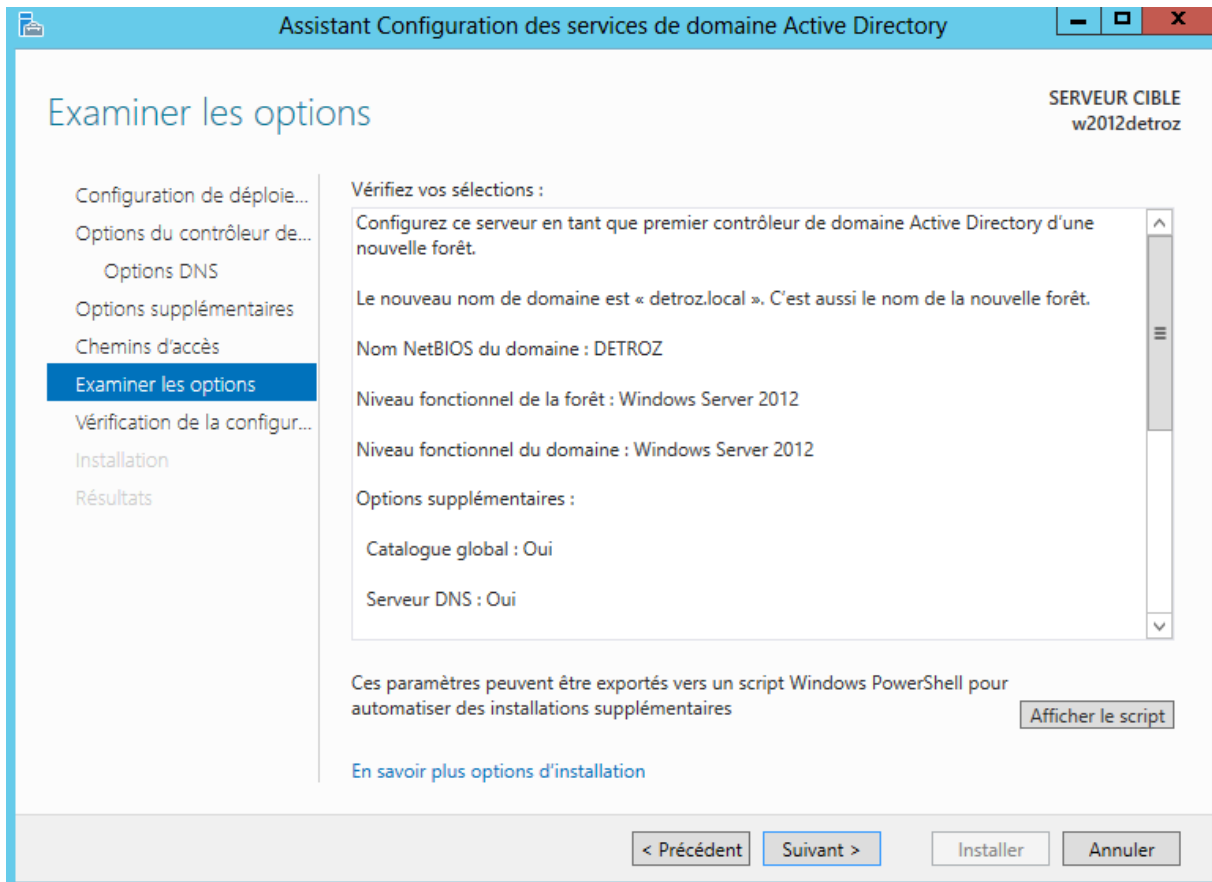 Assistant Configuration des services de domaine Active Directory
Examiner les options
SERVEUR CIBLE
w2012detroz
Configuration de déploie...
Options du contrôleur de...
Options DNS
Options supplémentaires
Chemins d'accès
Examiner les options
Vérification de la configur...
Installation
Résultats
Vérifiez vos sélections :
Configurez ce serveur en tant que premier contrôleur de domaine Active Directory d'une
nouvelle forêt.
Le nouveau nom de domaine est « detroz.local ». C'est aussi le nom de la nouvelle forêt.
Nom NetBIOS du domaine : DETROZ
Niveau fonctionnel de la forêt : Windows Server 2012
Niveau fonctionnel du domaine : Windows Server 2012
Options supplémentaires :
Catalogue global : Oui
Serveur DNS : Oui
Ces paramètres peuvent être exportés vers un script Windows PowerShell pour
automatiser des installations supplémentaires
Afficher le script
En savoir plus options d'installation
< Précédent
Suivant >
Installer
Annuler